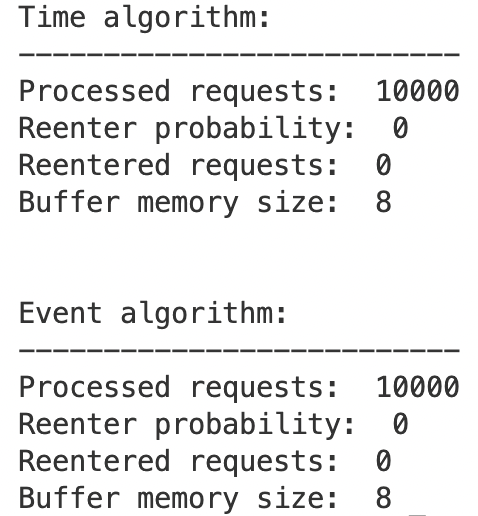 Time algorithm:
--------------------------
Processed requests:  10000
Reenter probability:  0
Reentered requests:  0
Buffer memory size:  8
Event algorithm:
--------------------------
Processed requests:  10000
Reenter probability:  0
Reentered requests:  0
Buffer memory size:  8